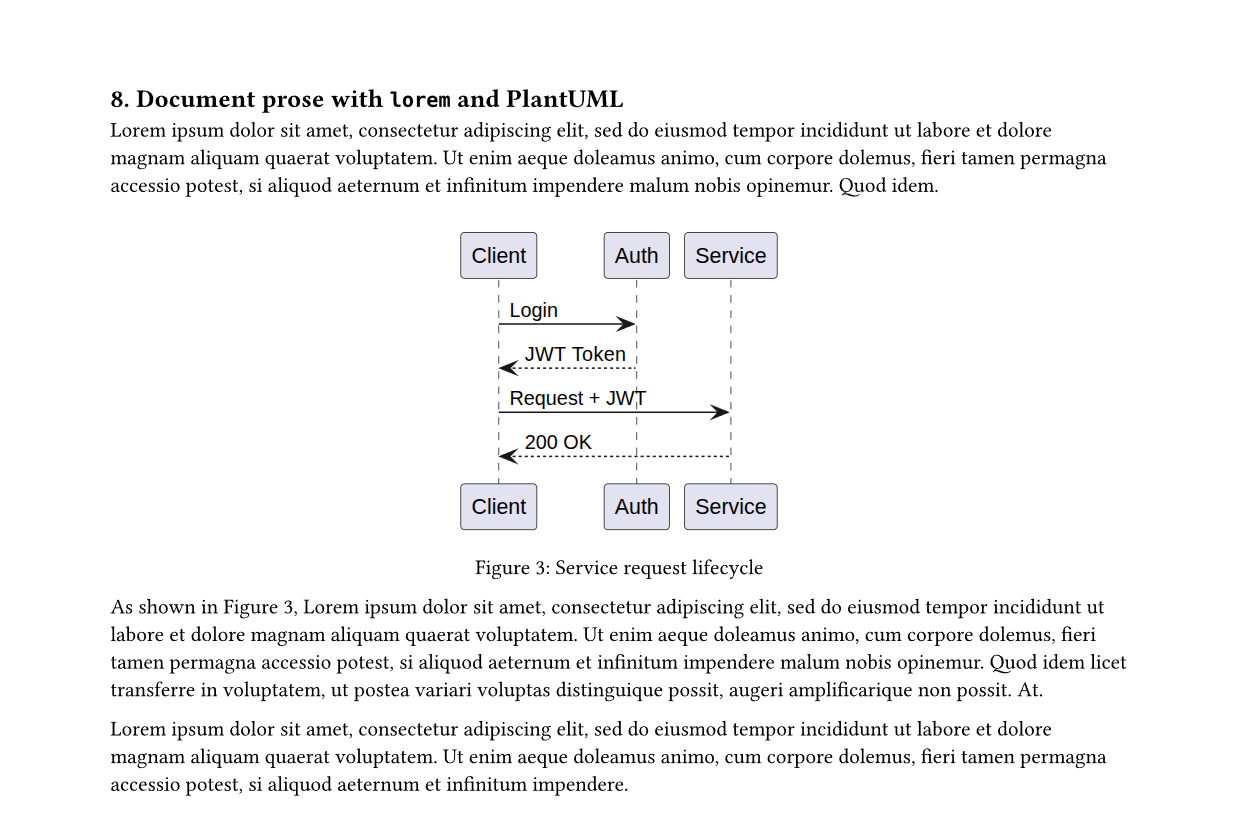 8. Document prose with lorem and PlantUML
Lorem ipsum dolor sit amet, consectetur adipiscing elit, sed do eiusmod tempor incididunt ut labore et dolore
magnam aliquam quaerat voluptatem. Ut enim aeque doleamus animo, cum corpore dolemus, fieri tamen permagna
accessio potest, si aliquod aeternum et infinitum impendere malum nobis opinemur. Quod idem.
Client Auth Service
Login
JWT Token
Request + JWT
200 OK
Client Auth Service
Figure 3: Service request lifecycle
As shown in Figure 3, Lorem ipsum dolor sit amet, consectetur adipiscing elit, sed do eiusmod tempor incididunt ut
labore et dolore magnam aliquam quaerat voluptatem. Ut enim aeque doleamus animo, cum corpore dolemus, fieri
tamen permagna accessio potest, si aliquod aeternum et infinitum impendere malum nobis opinemur. Quod idem licet
transferre in voluptatem, ut postea variari voluptas distinguique possit, augeri amplificarique non possit. At.
Lorem ipsum dolor sit amet, consectetur adipiscing elit, sed do eiusmod tempor incididunt ut labore et dolore
magnam aliquam quaerat voluptatem. Ut enim aeque doleamus animo, cum corpore dolemus, fieri tamen permagna
accessio potest, si aliquod aeternum et infinitum impendere.